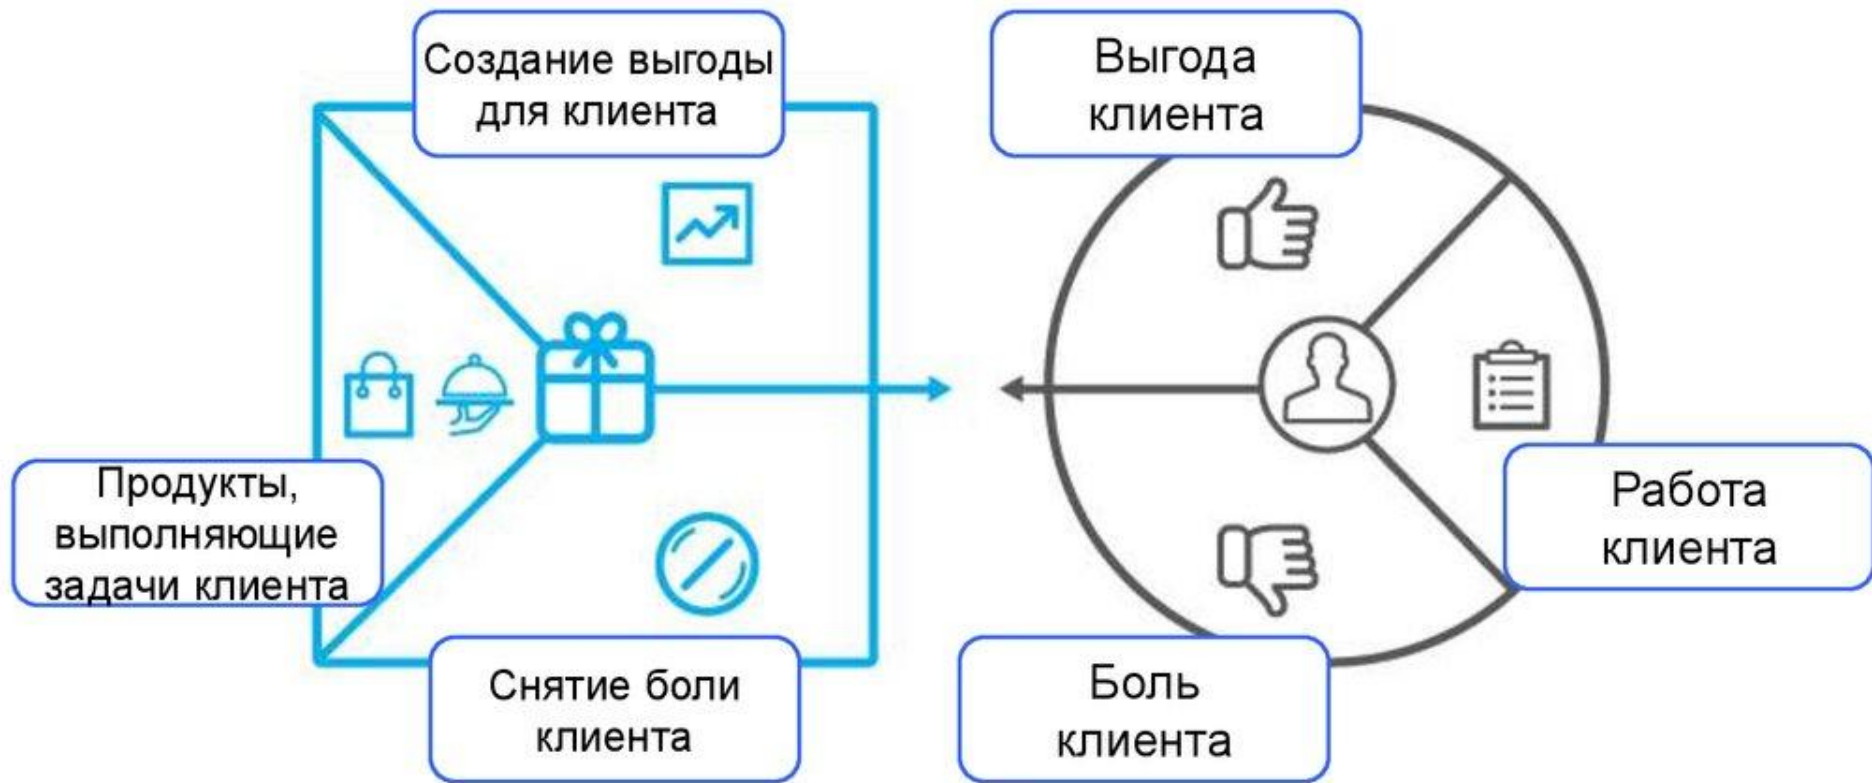 Создание выгоды
для клиента
Выгода
клиента
Продукты,
выполняющие
задачи клиента
Работа
клиента
Снятие боли
клиента
Боль
клиента